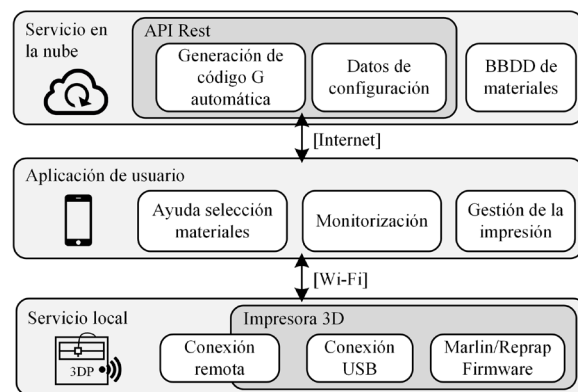 Servicio en
la nube
API Rest
Generación de
código G
automática
Datos de
configuración
BBDD de
materiales
[Internet]
Aplicación de usuario
Ayuda selección
materiales
Monitorización
Gestión de la
impresión
[Wi-Fi]
Servicio local
Impresora 3D
3DP
Conexión
remota
Conexión
USB
Marlin/Reprap
Firmware